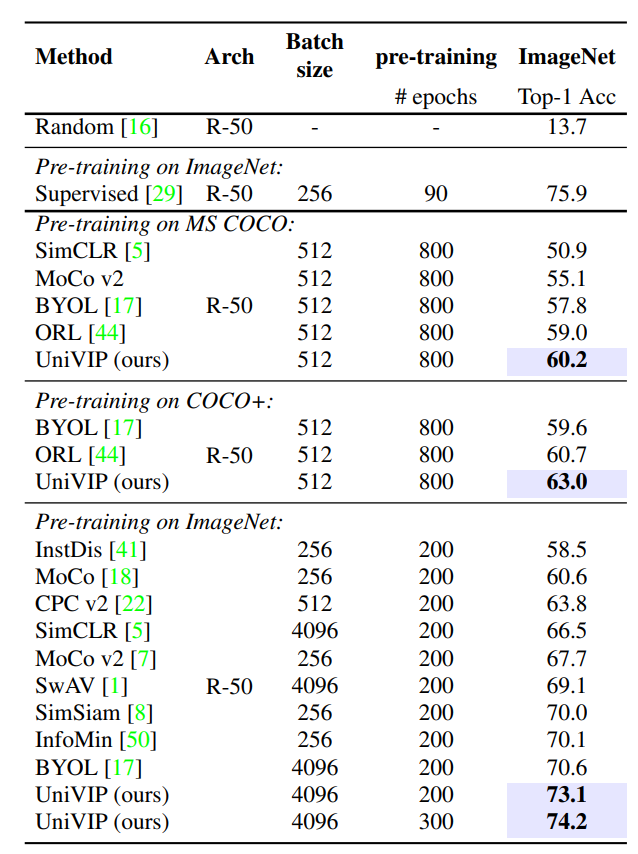 Method Arch Batch size pre-training ImageNet
# epochs Top-1 Acc
Random [16] R-50 - - 13.7
Pre-training on ImageNet:
Supervised [29] R-50 256 90 75.9
Pre-training on MS COCO:
SimCLR [5] 512 800 50.9
MoCo v2 512 800 55.1
BYOL [17] R-50 512 800 57.8
ORL [44] 512 800 59.0
UniVIP (ours) 512 800 60.2
Pre-training on COCO+:
BYOL [17] 512 800 59.6
ORL [44] R-50 512 800 60.7
UniVIP (ours) 512 800 63.0
Pre-training on ImageNet:
InstDis [41] 256 200 58.5
MoCo [18] 256 200 60.6
CPC v2 [22] 512 200 63.8
SimCLR [5] 4096 200 66.5
MoCo v2 [7] 256 200 67.7
SwAV [1] R-50 4096 200 69.1
SimSiam [8] 256 200 70.0
InfoMin [50] 256 200 70.1
BYOL [17] 4096 200 70.6
UniVIP (ours) 4096 200 73.1
UniVIP (ours) 4096 300 74.2